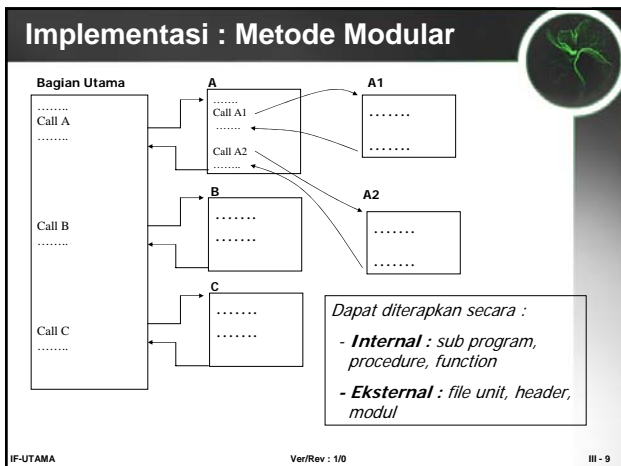 Implementasi : Metode Modular
Bagian Utama
........
Call A
........
Call B
........
Call C
........
A
.......
Call A1
.......
Call A2
........
A1
.......
.......
A2
.......
.......
B
.......
.......
C
.......
.......
Dapat diterapkan secara :
- Internal : sub program,
procedure, function
- Eksternal : file unit, header,
modul
IF-UTAMA
Ver/Rev : 1/0
III - 9